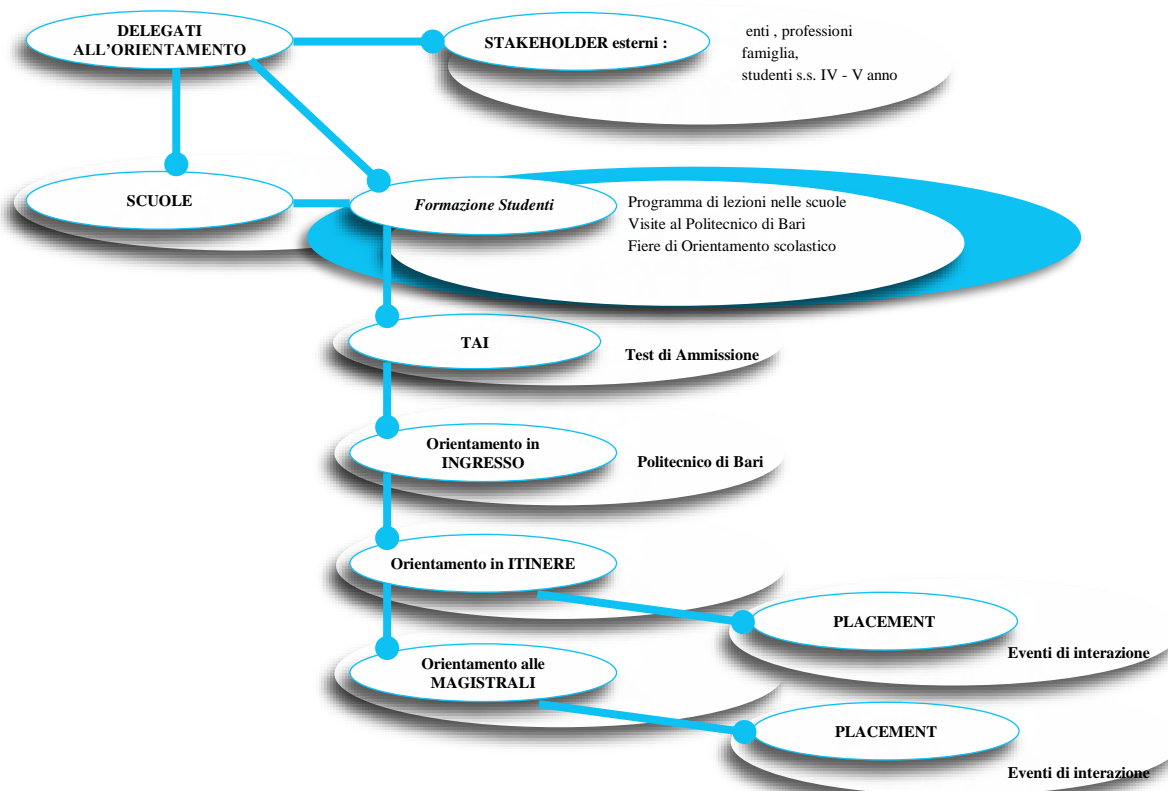 DELEGATI
ALL'ORIENTAMENTO
STAKEHOLDER esterni :
enti , professioni
famiglia,
studenti s.s. IV - V anno
SCUOLE
Formazione Studenti
Programma di lezioni nelle scuole
Visite al Politecnico di Bari
Fiere di Orientamento scolastico
TAI
Test di Ammissione
Orientamento in
INGRESSO
Politecnico di Bari
Orientamento in ITINERE
PLACEMENT
Eventi di interazione
Orientamento alle
MAGISTRALI
PLACEMENT
Eventi di interazione